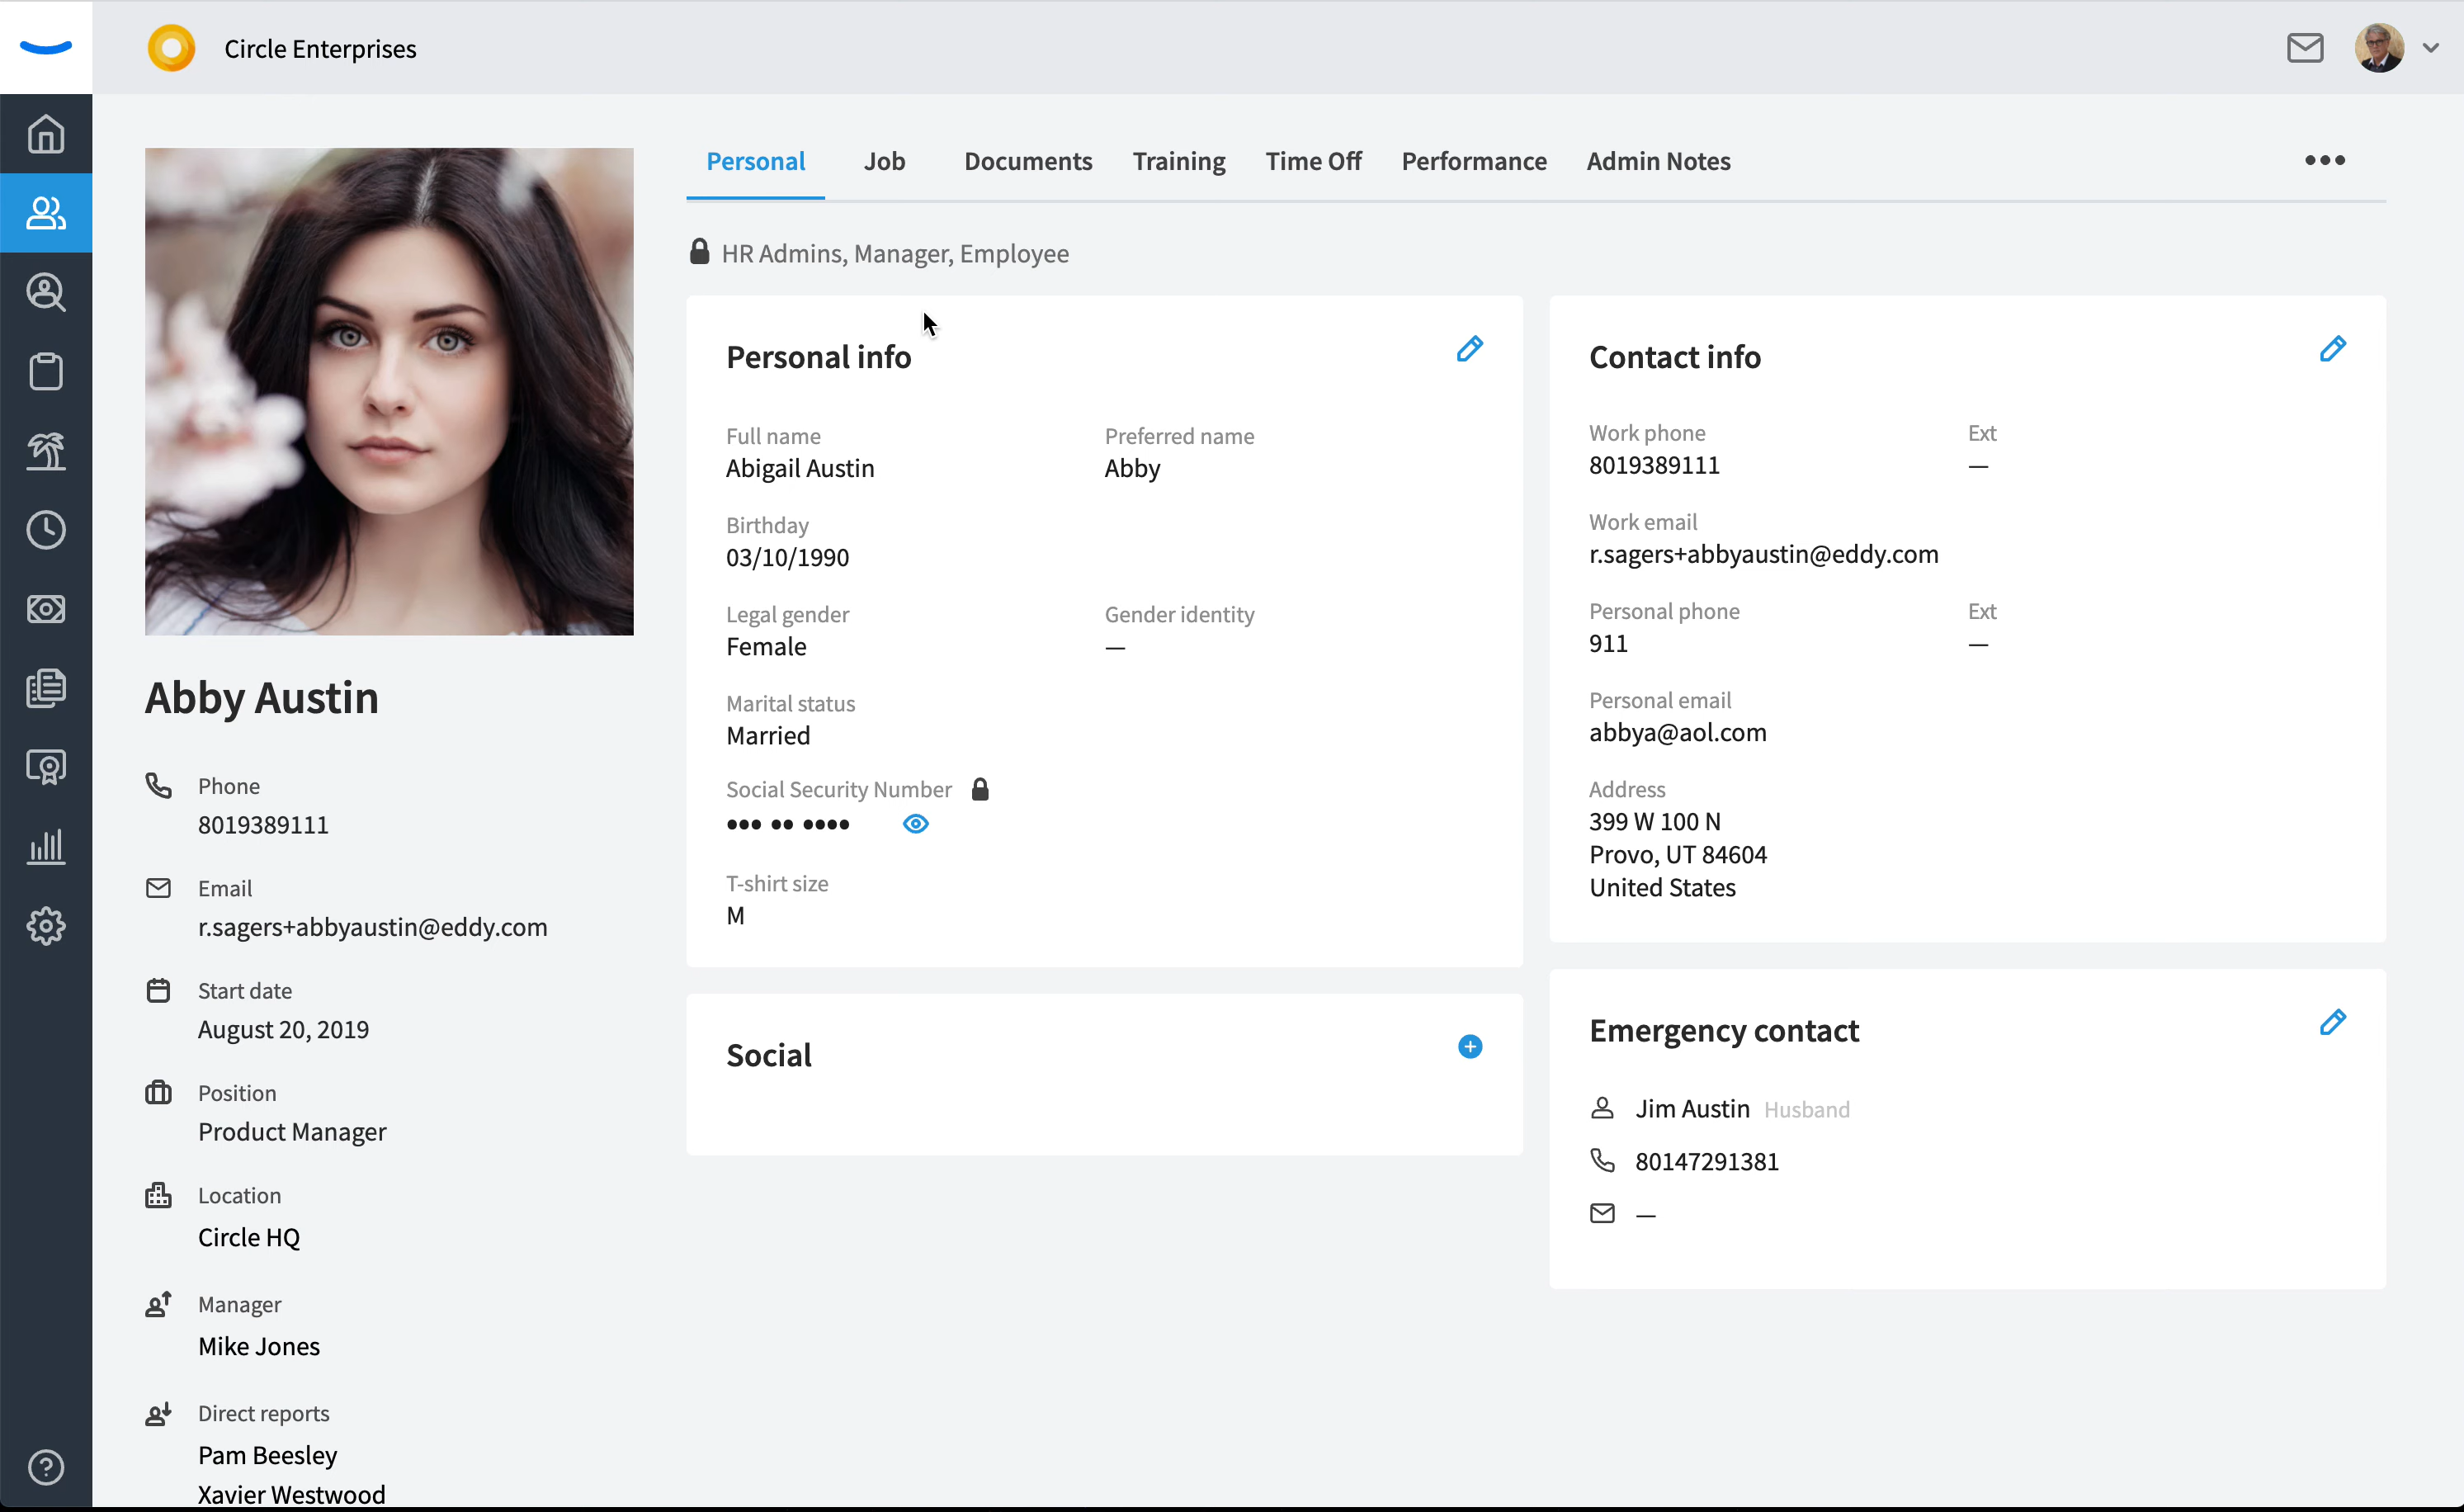 Circle Enterprises
Personal Job Documents Training Time Off Performance Admin Notes
HR Admins, Manager, Employee
Abby Austin
Phone
8019389111
Email
r.sagers+abbyaustin@eddy.com
Start date
August 20, 2019
Position
Product Manager
Location
Circle HQ
Manager
Mike Jones
Direct reports
Pam Beesley
Xavier Westwood
Personal info
Full name Preferred name
Abigail Austin Abby
Birthday
03/10/1990
Legal gender Gender identity
Female —
Marital status
Married
Social Security Number
••• •• ••••
T-shirt size
M
Social
Contact info
Work phone Ext
8019389111 —
Work email
r.sagers+abbyaustin@eddy.com
Personal phone Ext
911 —
Personal email
abbya@aol.com
Address
399 W 100 N
Provo, UT 84604
United States
Emergency contact
Jim Austin Husband
80147291381
—